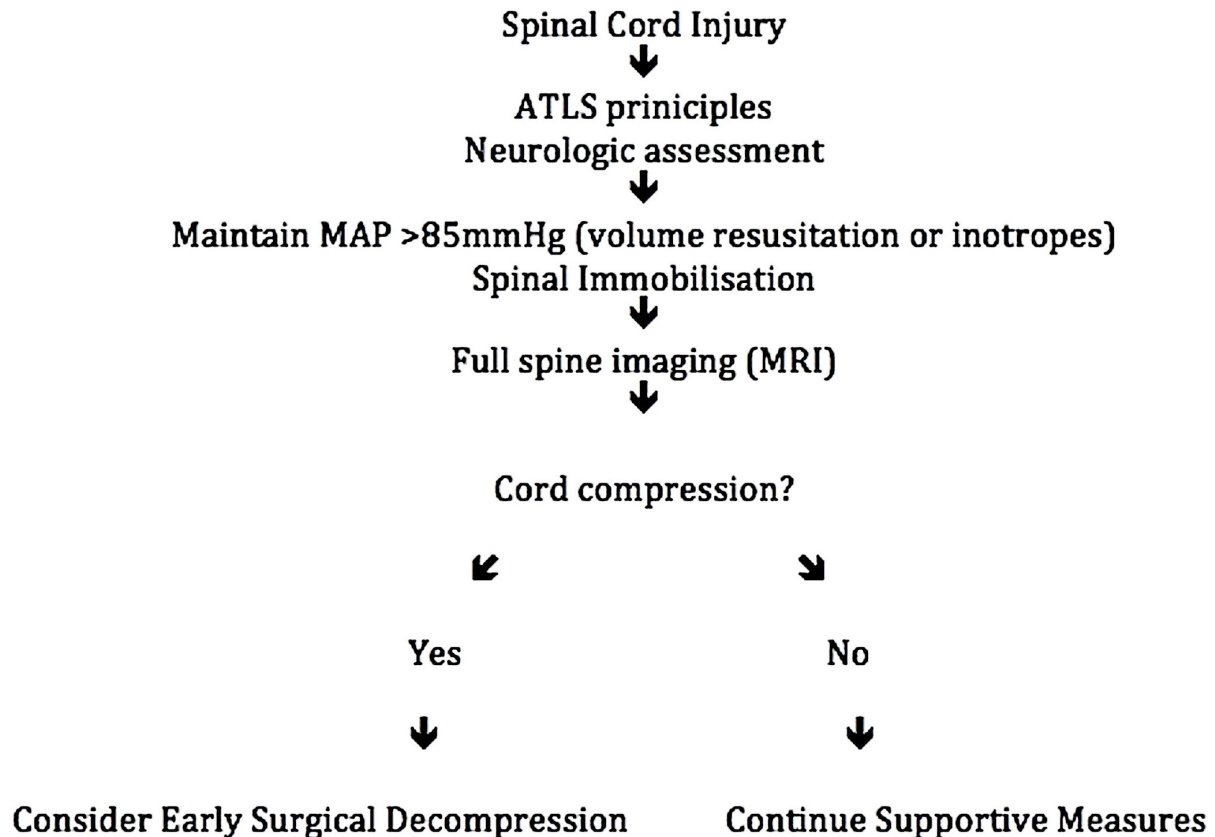 Spinal Cord Injury
ATLS priniciples
Neurologic assessment
Maintain MAP >85mmHg (volume resusitation or inotropes)
Spinal Immobilisation
Full spine imaging (MRI)
Cord compression?
Yes
No
Consider Early Surgical Decompression
Continue Supportive Measures